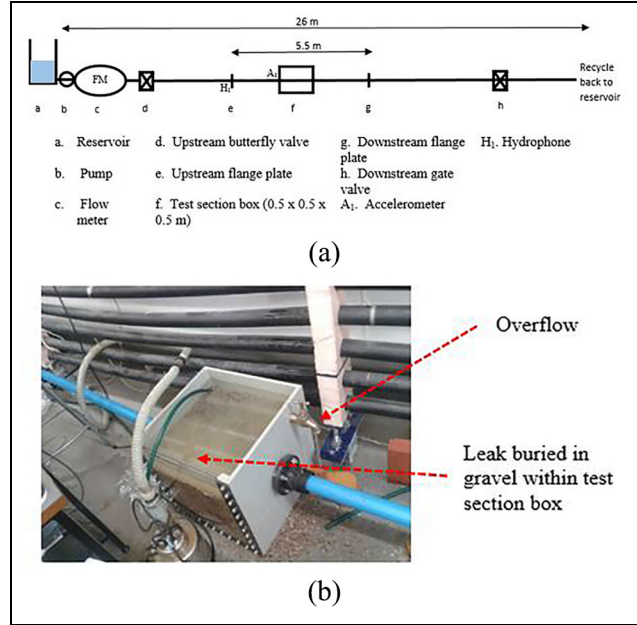 (a)
26 m
5.5 m
FM
H₁
A₁
Recycle
back to
reservoir
a b c d e f g h
a. Reservoir d. Upstream butterfly valve g. Downstream flange plate H₁. Hydrophone
b. Pump e. Upstream flange plate h. Downstream gate valve
c. Flow meter f. Test section box (0.5 x 0.5 x 0.5 m) A₁. Accelerometer
(a)
Overflow
Leak buried in
gravel within test
section box
(b)